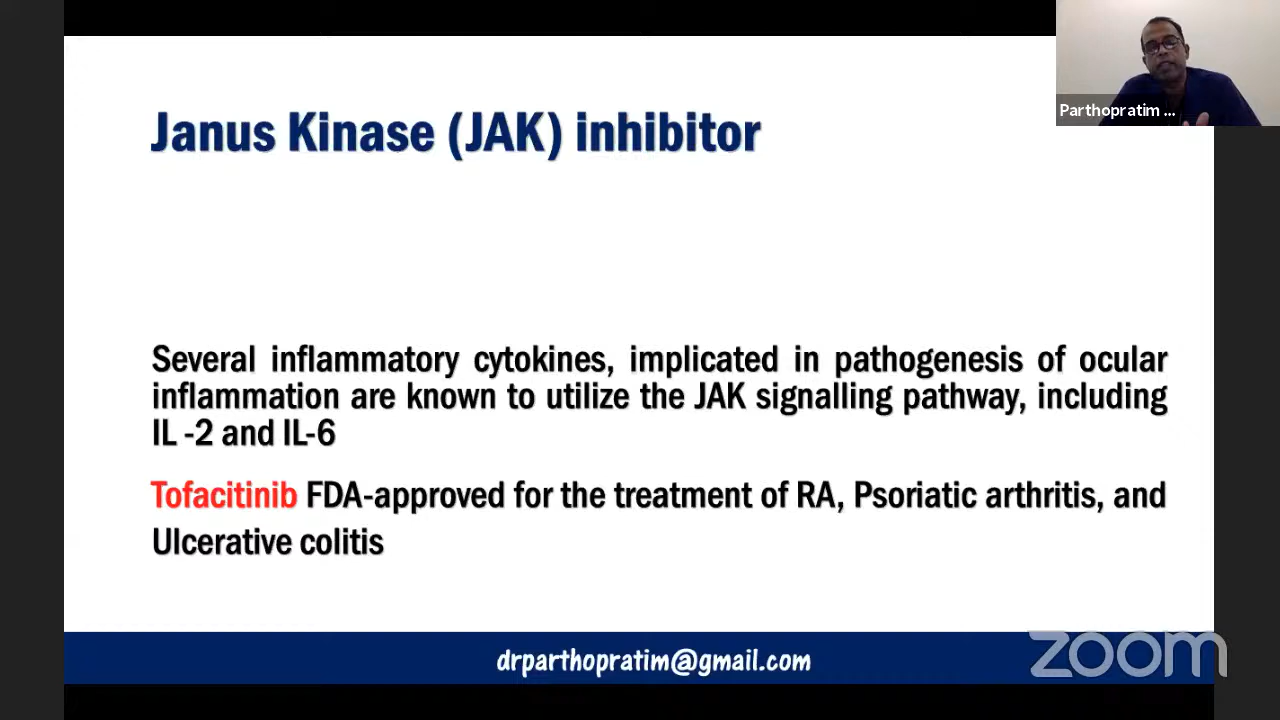 Janus Kinase (JAK) inhibitor
Parthopratim ...
Several inflammatory cytokines, implicated in pathogenesis of ocular
inflammation are known to utilize the JAK signalling pathway, including
IL -2 and IL-6
Tofacitinib FDA-approved for the treatment of RA, Psoriatic arthritis, and
Ulcerative colitis
drparthopratim@gmail.com
zoom